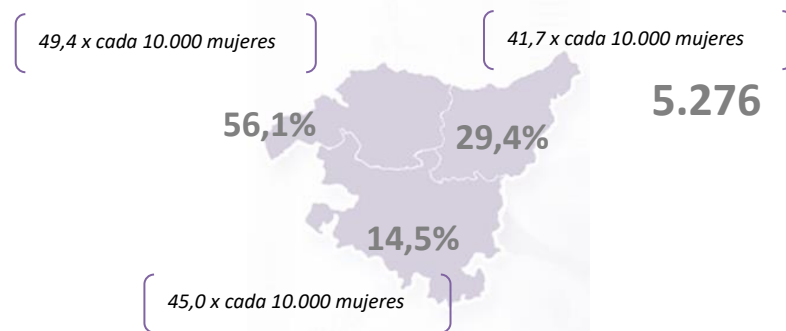 49,4 x cada 10.000 mujeres
41,7 x cada 10.000 mujeres
5.276
56,1%
29,4%
14,5%
45,0 x cada 10.000 mujeres